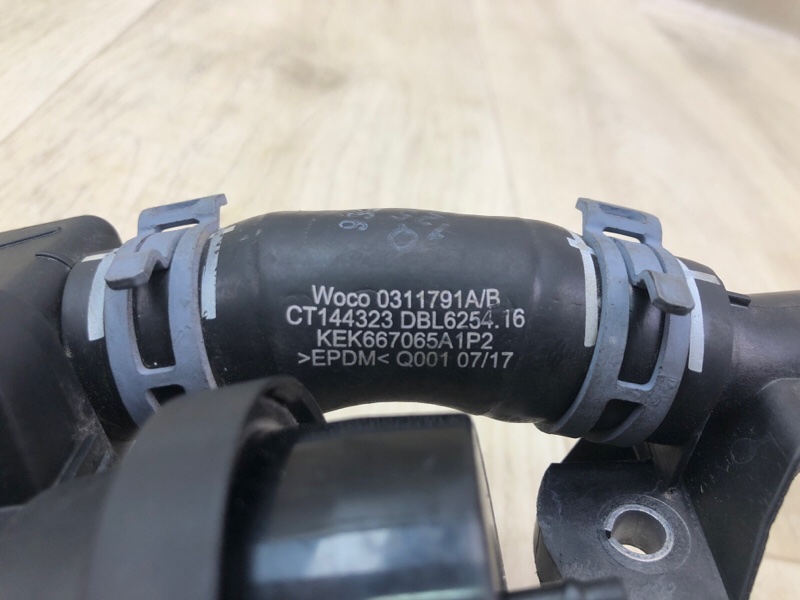 Woco 0311791A/B
CT144323 DBL6254.16
KEK667065A1P2
>EPDM< Q001 07/17